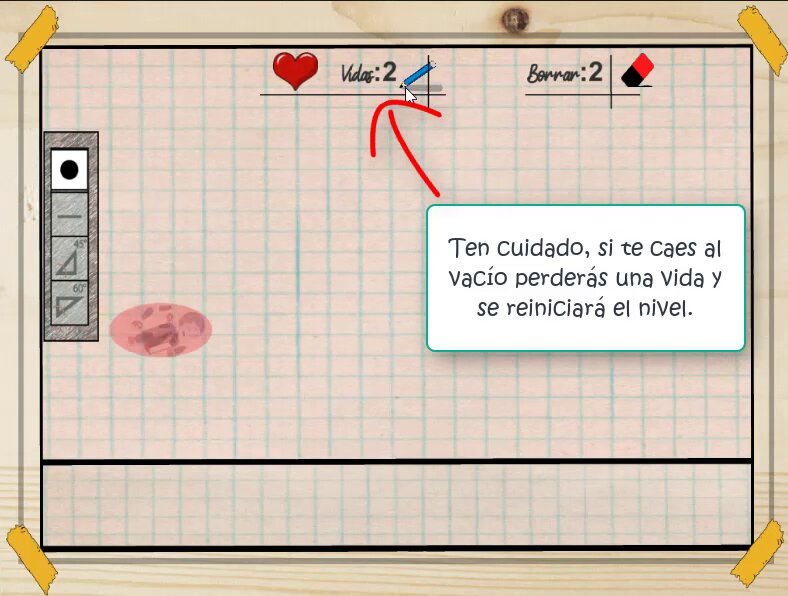 Vidas:2
Borrar:2
45°
60°
Ten cuidado, si te caes al
vacío perderás una vida y
se reiniciará el nivel.